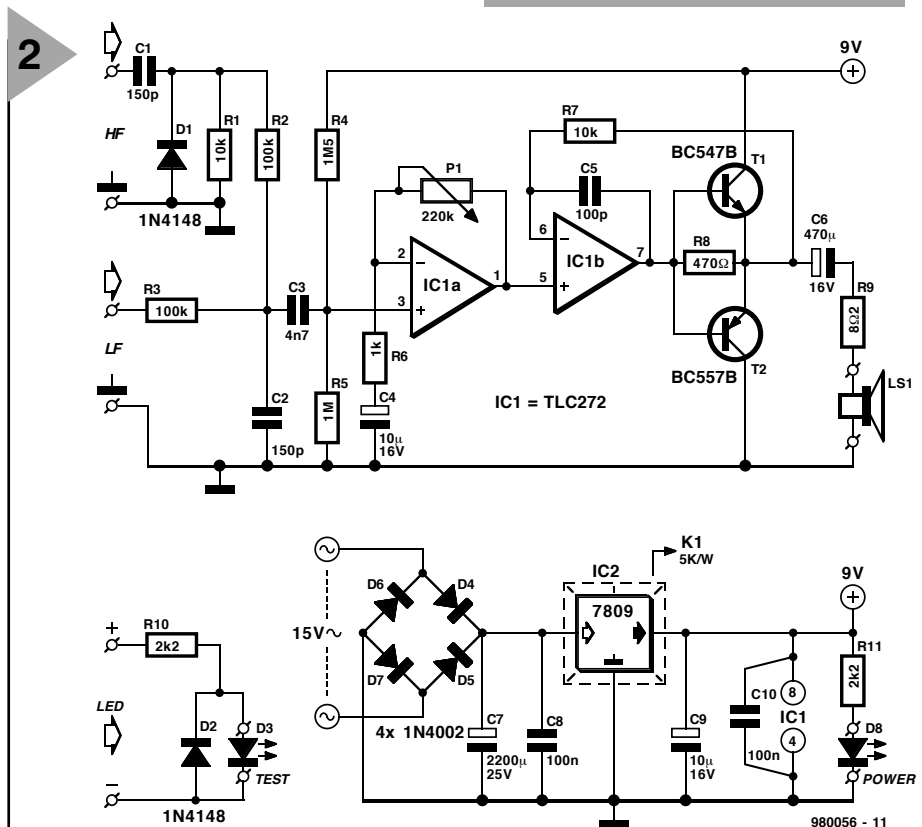 2
C1
150p
HF
D1
1N4148
R1
10k
R2
100k
R4
1M5
R3
100k
LF
C3
4n7
C2
150p
R5
1M
P1
220k
2
–
3
+
IC1a
1
R6
1k
C4
10µ
16V
R7
10k
C5
100p
6
–
5
+
IC1b
7
R8
470Ω
BC547B
T1
BC557B
T2
9V
+
C6
470µ
16V
R9
8Ω2
LS1
IC1 = TLC272
+
R10
2k2
LED
–
D2
1N4148
D3
TEST
15V~
D6
D4
D7
D5
4x 1N4002
C7
2200µ
25V
C8
100n
IC2
7809
K1
5K/W
C9
10µ
16V
C10
100n
8
IC1
4
9V
+
R11
2k2
D8
POWER
980056 - 11